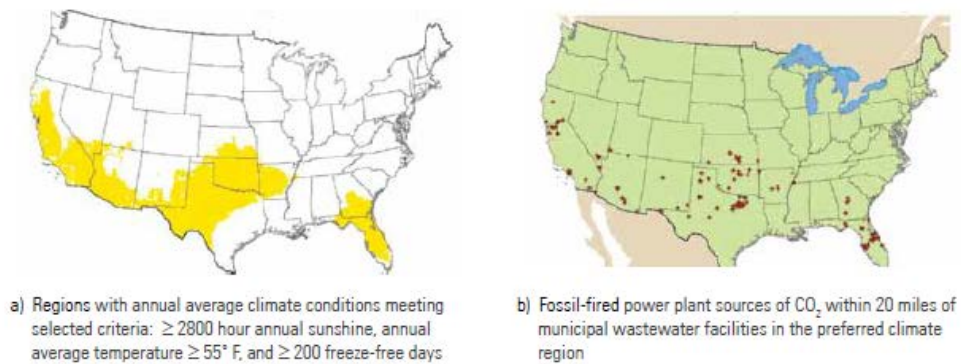 a) Regions with annual average climate conditions meeting
selected criteria: ≥ 2800 hour annual sunshine, annual
average temperature ≥ 55° F, and ≥ 200 freeze-free days
b) Fossil-fired power plant sources of CO₂ within 20 miles of
municipal wastewater facilities in the preferred climate
region